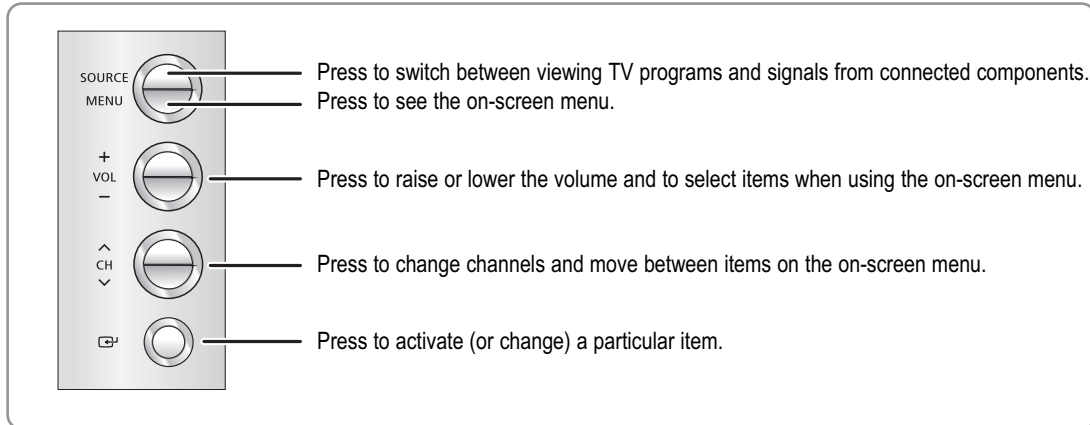 SOURCE
Press to switch between viewing TV programs and signals from connected components.
MENU
Press to see the on-screen menu.
+
VOL
−
Press to raise or lower the volume and to select items when using the on-screen menu.
CH
Press to change channels and move between items on the on-screen menu.
Press to activate (or change) a particular item.